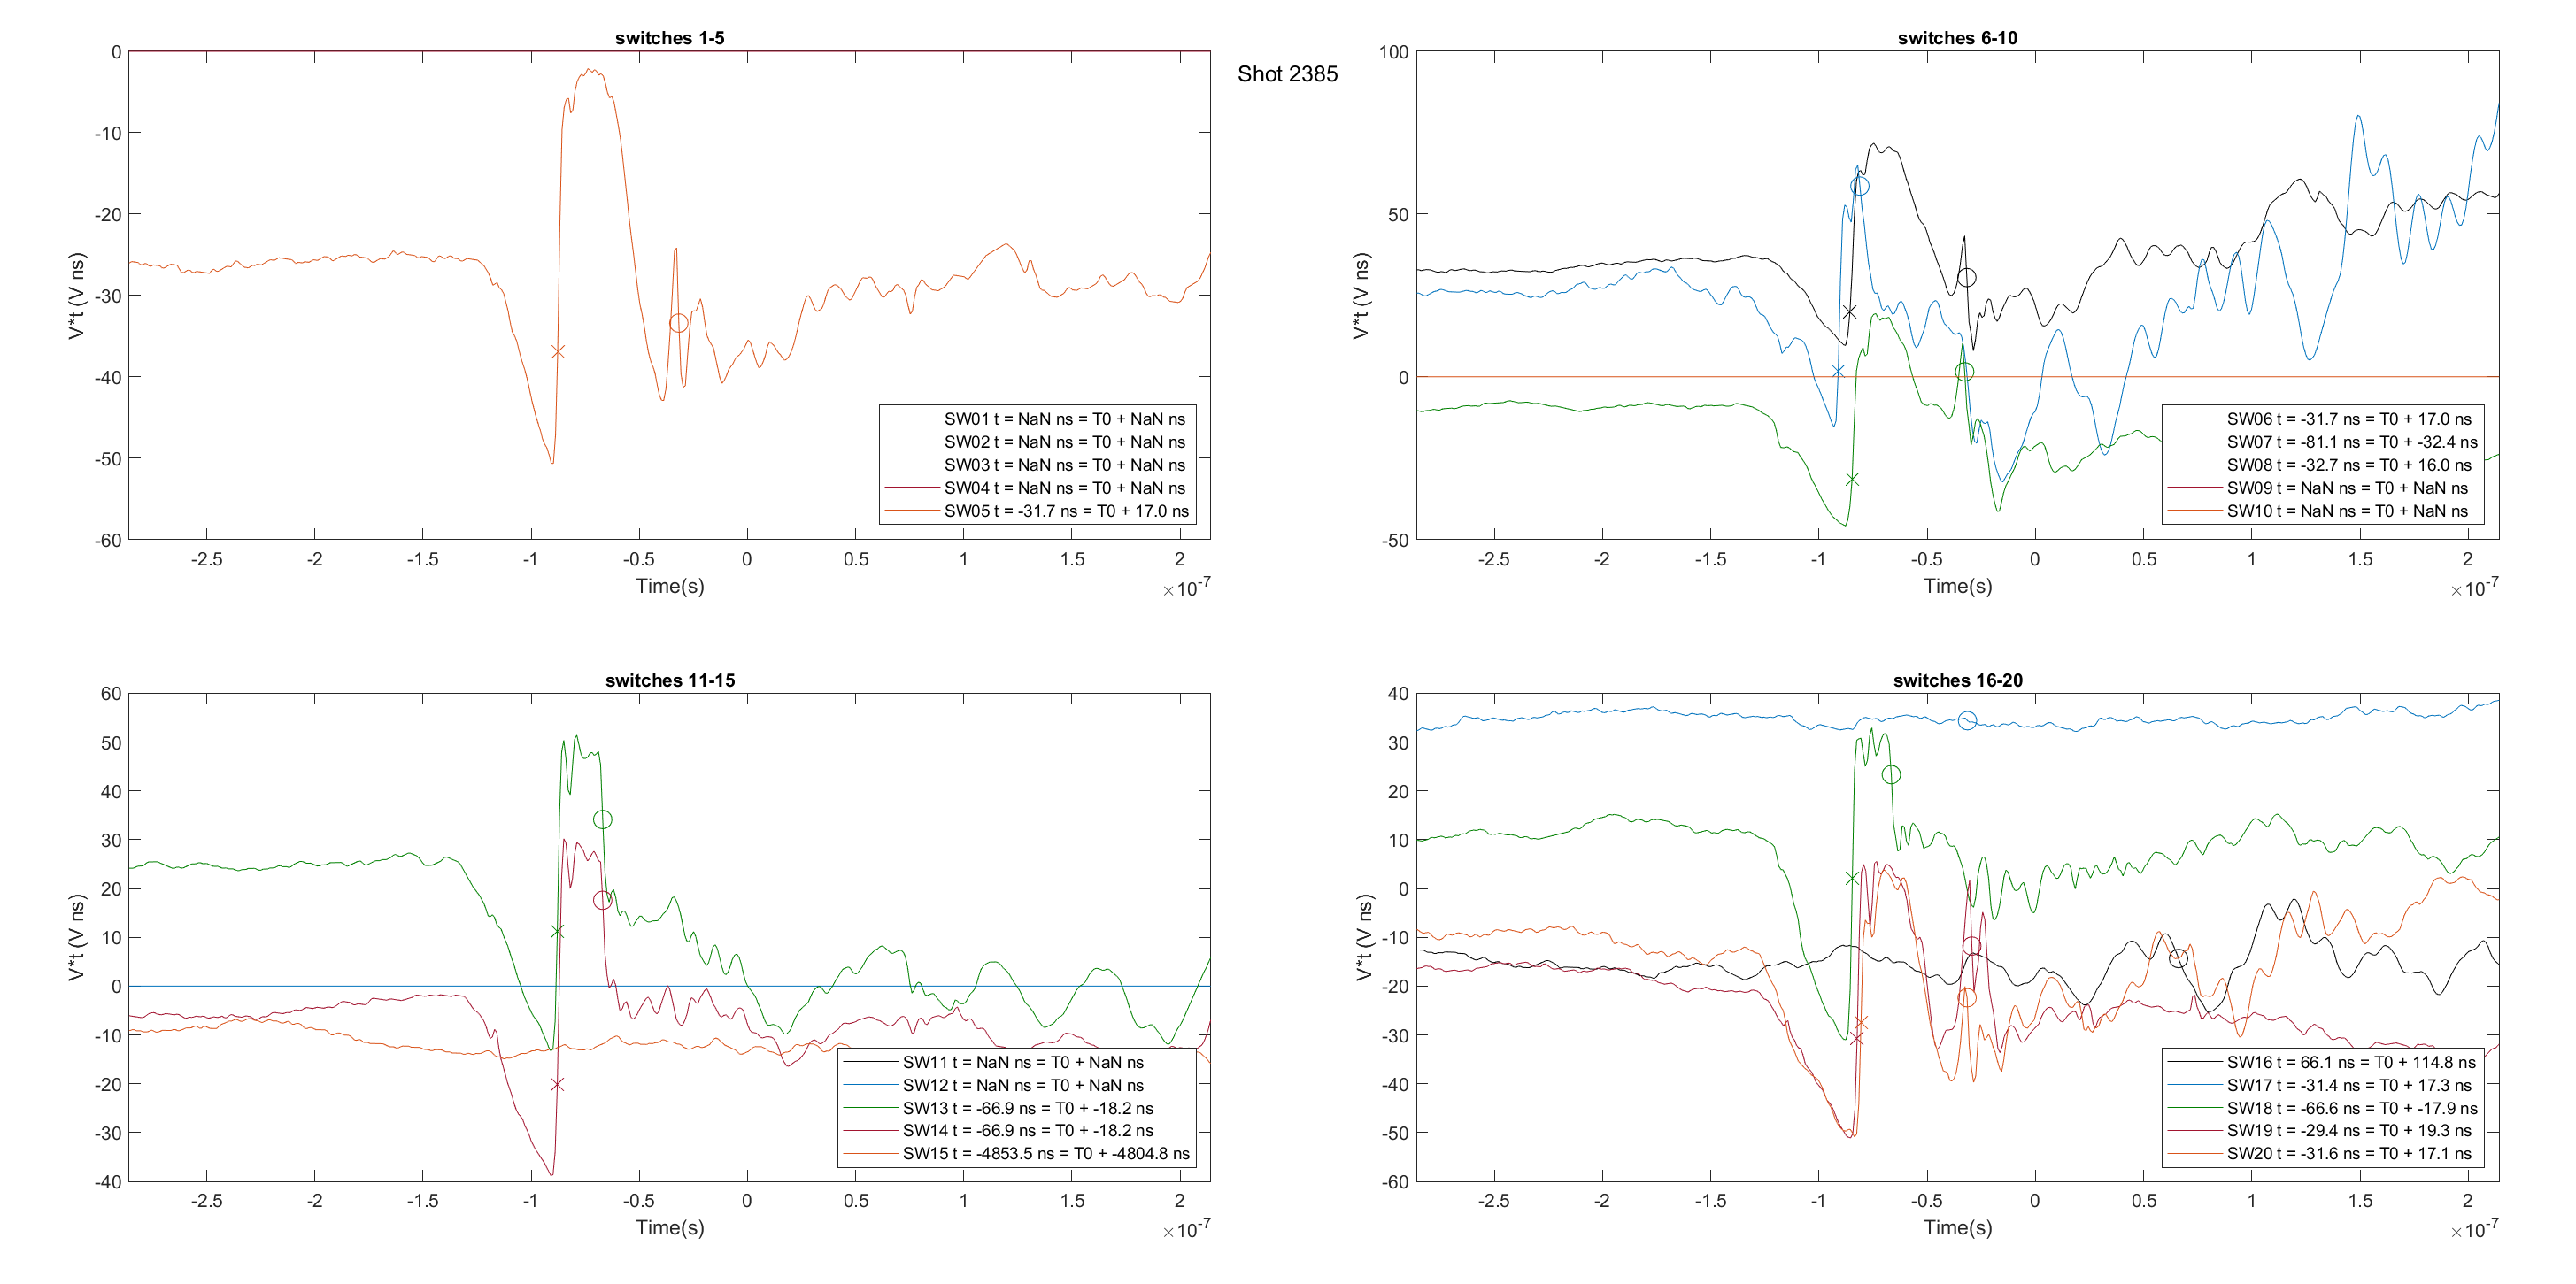 Shot 2385
switches 1-5
0
-10
-20
-30
-40
-50
-60
V*t (V ns)
-2.5 -2 -1.5 -1 -0.5 0 0.5 1 1.5 2
×10-7
Time(s)
SW01 t = NaN ns = T0 + NaN ns
SW02 t = NaN ns = T0 + NaN ns
SW03 t = NaN ns = T0 + NaN ns
SW04 t = NaN ns = T0 + NaN ns
SW05 t = -31.7 ns = T0 + 17.0 ns
switches 6-10
100
50
0
-50
V*t (V ns)
-2.5 -2 -1.5 -1 -0.5 0 0.5 1 1.5 2
×10-7
Time(s)
SW06 t = -31.7 ns = T0 + 17.0 ns
SW07 t = -81.1 ns = T0 + -32.4 ns
SW08 t = -32.7 ns = T0 + 16.0 ns
SW09 t = NaN ns = T0 + NaN ns
SW10 t = NaN ns = T0 + NaN ns
switches 11-15
60
50
40
30
20
10
0
-10
-20
-30
-40
V*t (V ns)
-2.5 -2 -1.5 -1 -0.5 0 0.5 1 1.5 2
×10-7
Time(s)
SW11 t = NaN ns = T0 + NaN ns
SW12 t = NaN ns = T0 + NaN ns
SW13 t = -66.9 ns = T0 + -18.2 ns
SW14 t = -66.9 ns = T0 + -18.2 ns
SW15 t = -4853.5 ns = T0 + -4804.8 ns
switches 16-20
40
30
20
10
0
-10
-20
-30
-40
-50
-60
V*t (V ns)
-2.5 -2 -1.5 -1 -0.5 0 0.5 1 1.5 2
×10-7
Time(s)
SW16 t = 66.1 ns = T0 + 114.8 ns
SW17 t = -31.4 ns = T0 + 17.3 ns
SW18 t = -66.6 ns = T0 + -17.9 ns
SW19 t = -29.4 ns = T0 + 19.3 ns
SW20 t = -31.6 ns = T0 + 17.1 ns